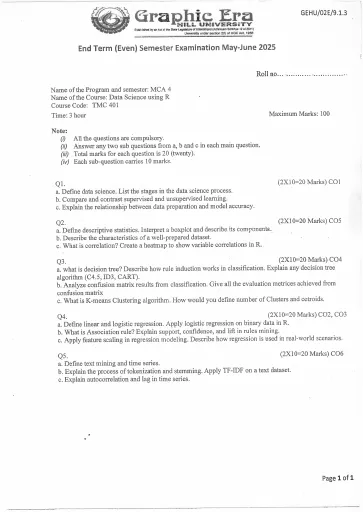 GEHU/02E/9.1.3
Graphic Era
HILL UNIVERSITY
End Term (Even) Semester Examination May-June 2025
Roll no... ...........................
Name of the Program and semester: MCA 4
Name of the Course: Data Science using R
Course Code: TMC 401
Time: 3 hour Maximum Marks: 100
Note:
(i) All the questions are compulsory.
(ii) Answer any two sub questions from a, b and c in each main question.
(iii) Total marks for each question is 20 (twenty).
(iv) Each sub-question carries 10 marks.
Q1. (2X10=20 Marks) CO1
a. Define data science. List the stages in the data science process.
b. Compare and contrast supervised and unsupervised learning.
c. Explain the relationship between data preparation and model accuracy.
Q2. (2X10=20 Marks) CO5
a. Define descriptive statistics. Interpret a boxplot and describe its components.
b. Describe the characteristics of a well-prepared dataset.
c. What is correlation? Create a heatmap to show variable correlations in R.
Q3. (2X10=20 Marks) CO4
a. what is decision tree? Describe how rule induction works in classification. Explain any decision tree
algorithm (C4.5, ID3, CART).
b. Analyze confusion matrix results from classification. Give all the evaluation matrices achieved from
confusion matrix
c. What is K-means Clustering algorithm. How would you define number of Clusters and cetroids.
Q4. (2X10=20 Marks) CO2, CO3
a. Define linear and logistic regression. Apply logistic regression on binary data in R.
b. What is Association rule? Explain support, confidence, and lift in rules mining.
c. Apply feature scaling in regression modeling. Describe how regression is used in real-world scenarios.
Q5. (2X10=20 Marks) CO6
a. Define text mining and time series.
b. Explain the process of tokenization and stemming. Apply TF-IDF on a text dataset.
c. Explain autocorrelation and lag in time series.
Page 1 of 1